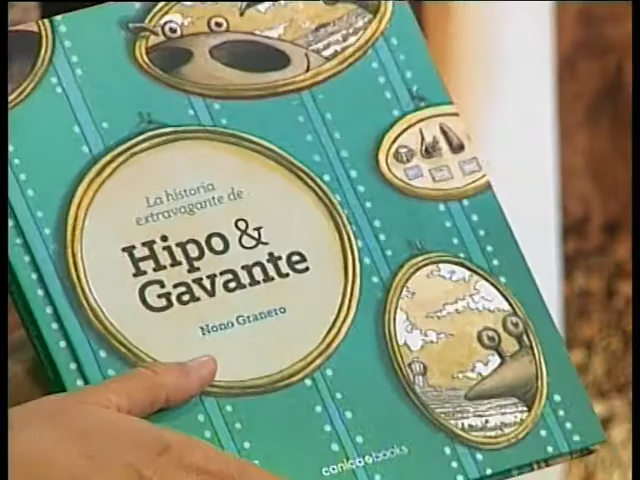 La historia
extravagante de
Hipo &
Gavante
Nono Granero
canica books